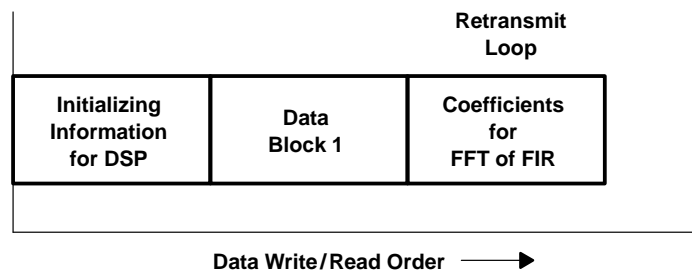 Retransmit
Loop
Initializing
Information
for DSP
Data
Block 1
Coefficients
for
FFT of FIR
Data Write/Read Order